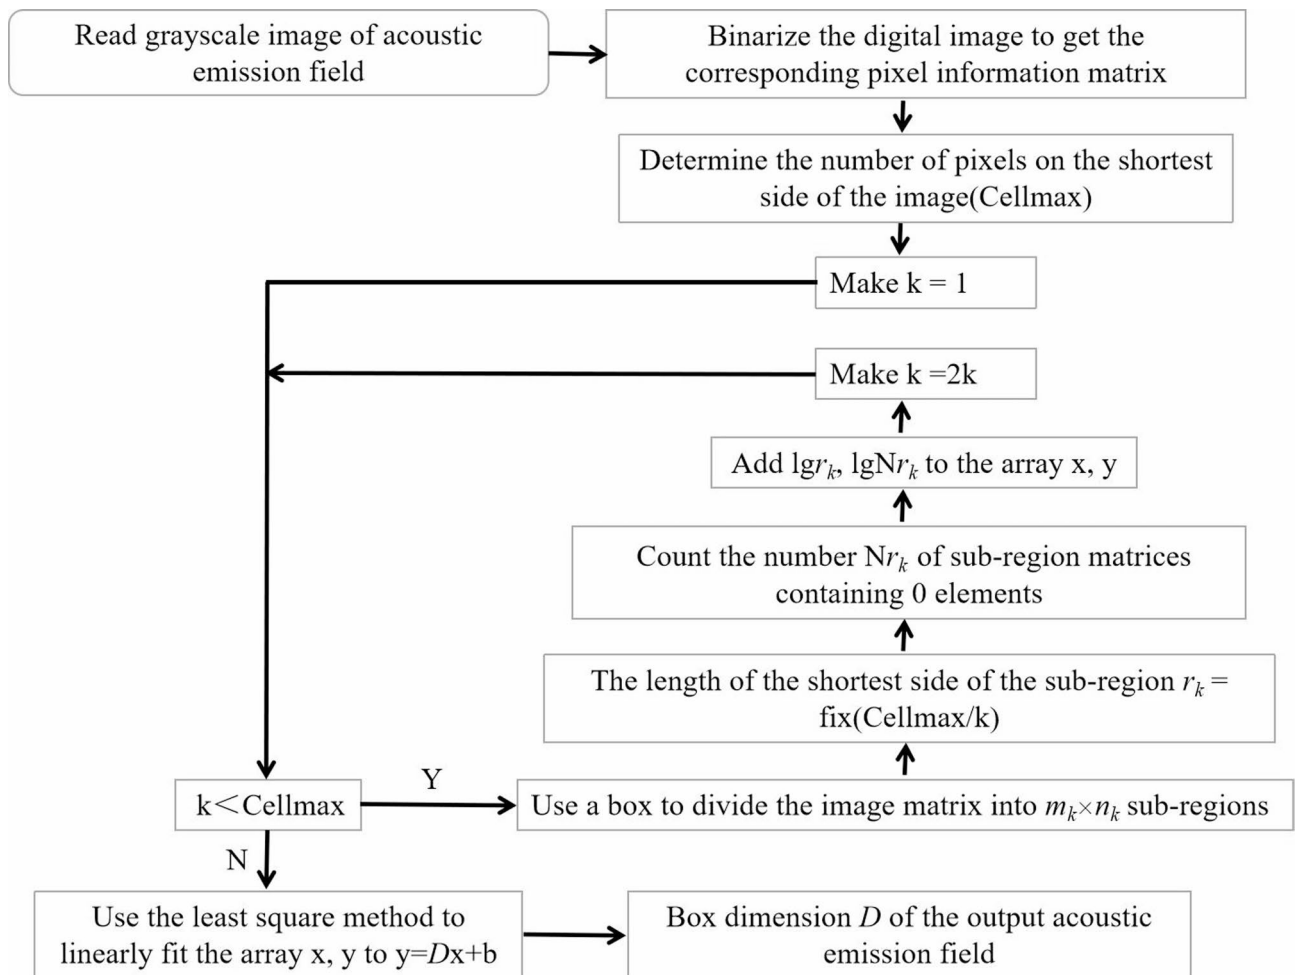 Read grayscale image of acoustic
emission field
Binarize the digital image to get the
corresponding pixel information matrix
Determine the number of pixels on the shortest
side of the image(Cellmax)
Make k = 1
Make k =2k
Add lgrₖ, lgNrₖ to the array x, y
Count the number Nrₖ of sub-region matrices
containing 0 elements
The length of the shortest side of the sub-region rₖ =
fix(Cellmax/k)
k＜Cellmax
Y
Use a box to divide the image matrix into mₖ×nₖ sub-regions
N
Use the least square method to
linearly fit the array x, y to y=Dx+b
Box dimension D of the output acoustic
emission field